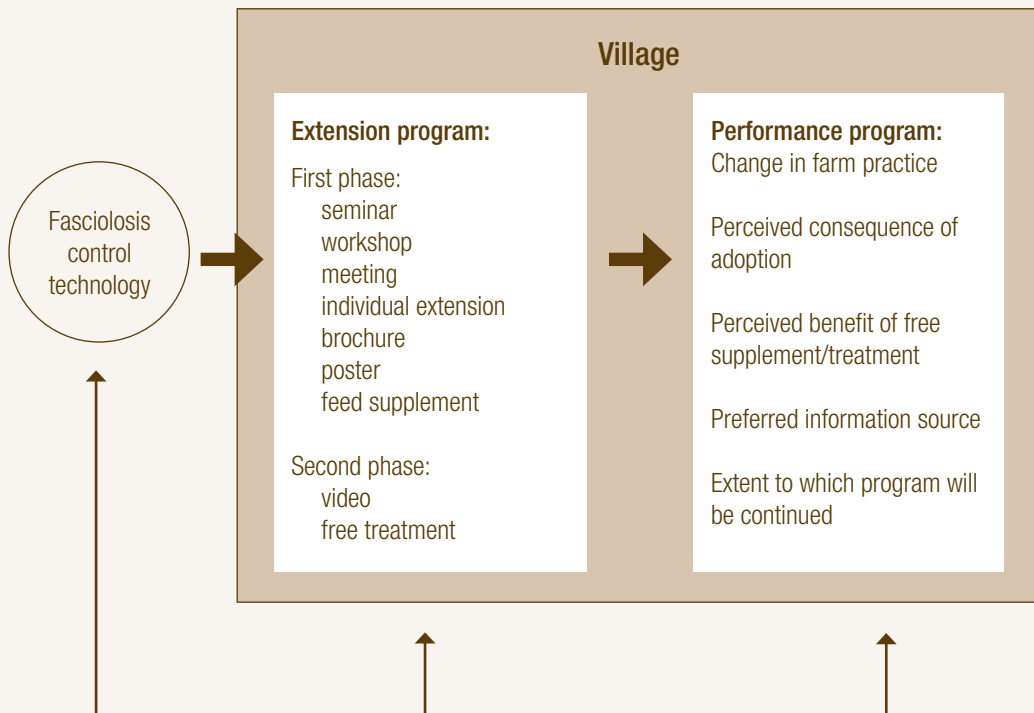 Village
Fasciolosis
control
technology
Extension program:
First phase:
seminar
workshop
meeting
individual extension
brochure
poster
feed supplement
Second phase:
video
free treatment
Performance program:
Change in farm practice
Perceived consequence of
adoption
Perceived benefit of free
supplement/treatment
Preferred information source
Extent to which program will
be continued